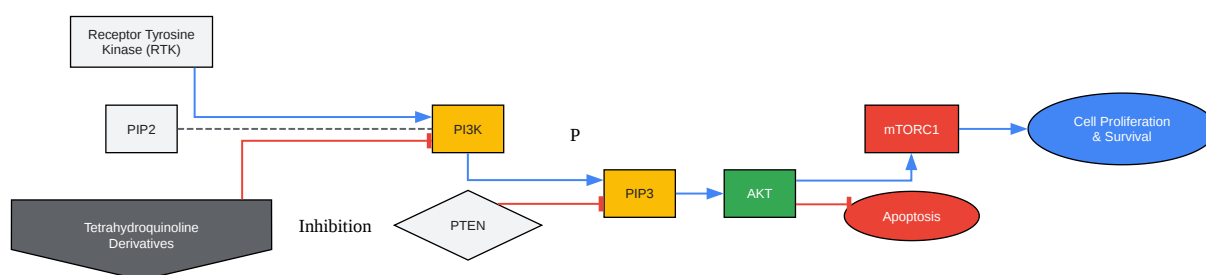 Receptor Tyrosine
Kinase (RTK)
PIP2
PI3K
P
mTORC1
Cell Proliferation
& Survival
Tetrahydroquinoline
Derivatives
Inhibition
PTEN
PIP3
AKT
Apoptosis